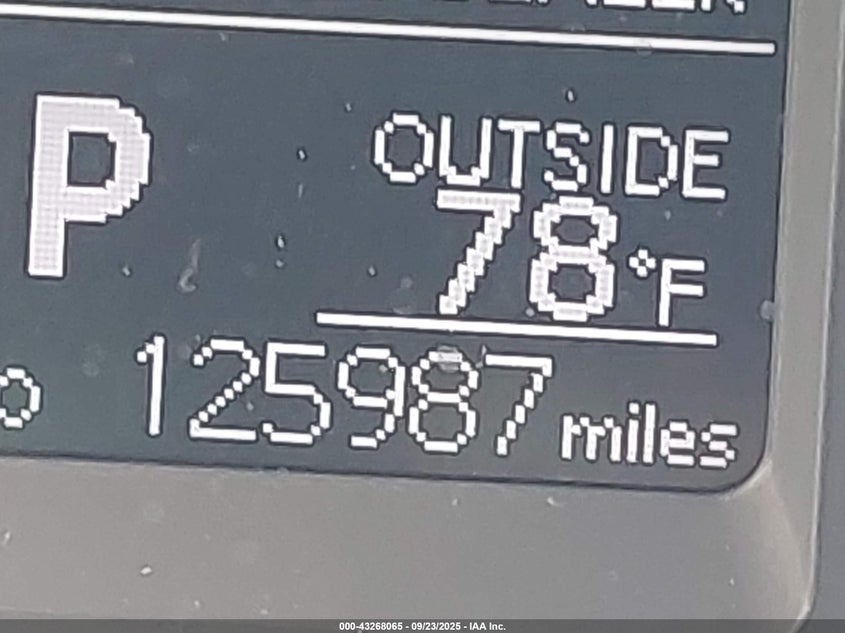 P
OUTSIDE
78°F
o 125987 miles
000-43268065 - 09/23/2025 - IAA Inc.